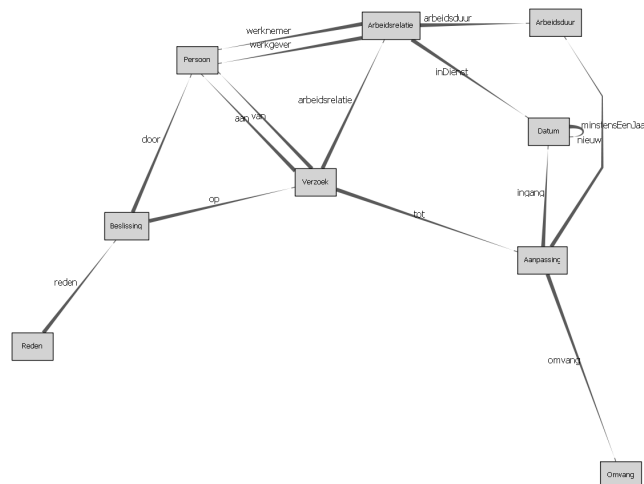 Arbeidsrelatie
arbeidsduur
Arbeidsduur
werknemer
werkgever
Persoon
inDienst
arbeidsrelatie
aan
van
Datum
minstensEenJaa
nieuw
door
Verzoek
ingang
op
tot
Beslissing
Aanpassing
reden
Reden
omvang
Omvang